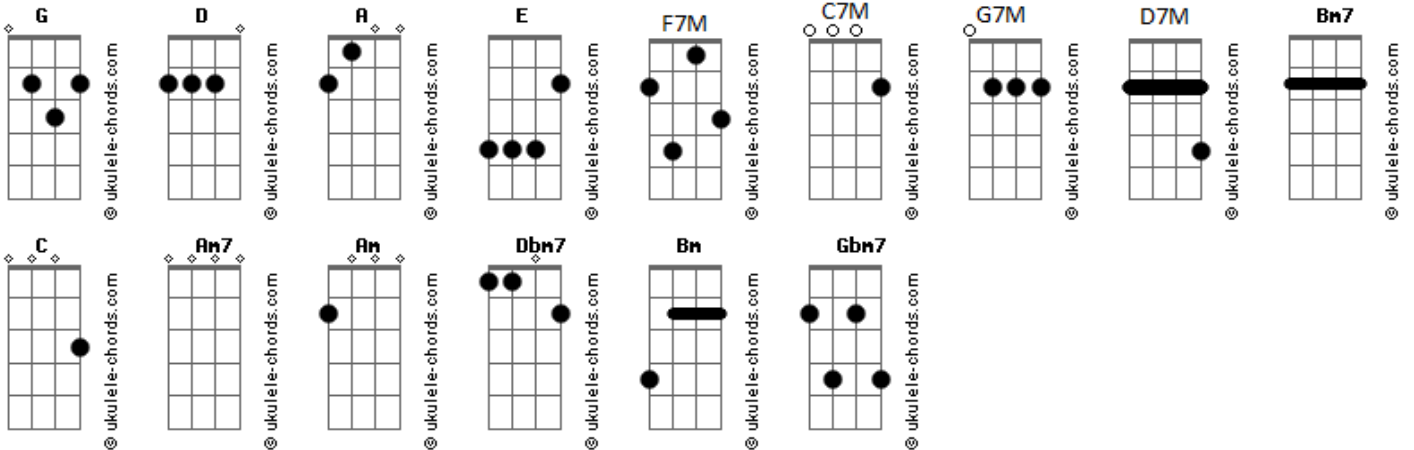 G D A E F7M C7M G7M D7M Bm7
© ukulele-chords.com © ukulele-chords.com © ukulele-chords.com © ukulele-chords.com © ukulele-chords.com © ukulele-chords.com © ukulele-chords.com © ukulele-chords.com © ukulele-chords.com
C Am7 Am Dbm7 Bm Gbm7
© ukulele-chords.com © ukulele-chords.com © ukulele-chords.com © ukulele-chords.com © ukulele-chords.com © ukulele-chords.com